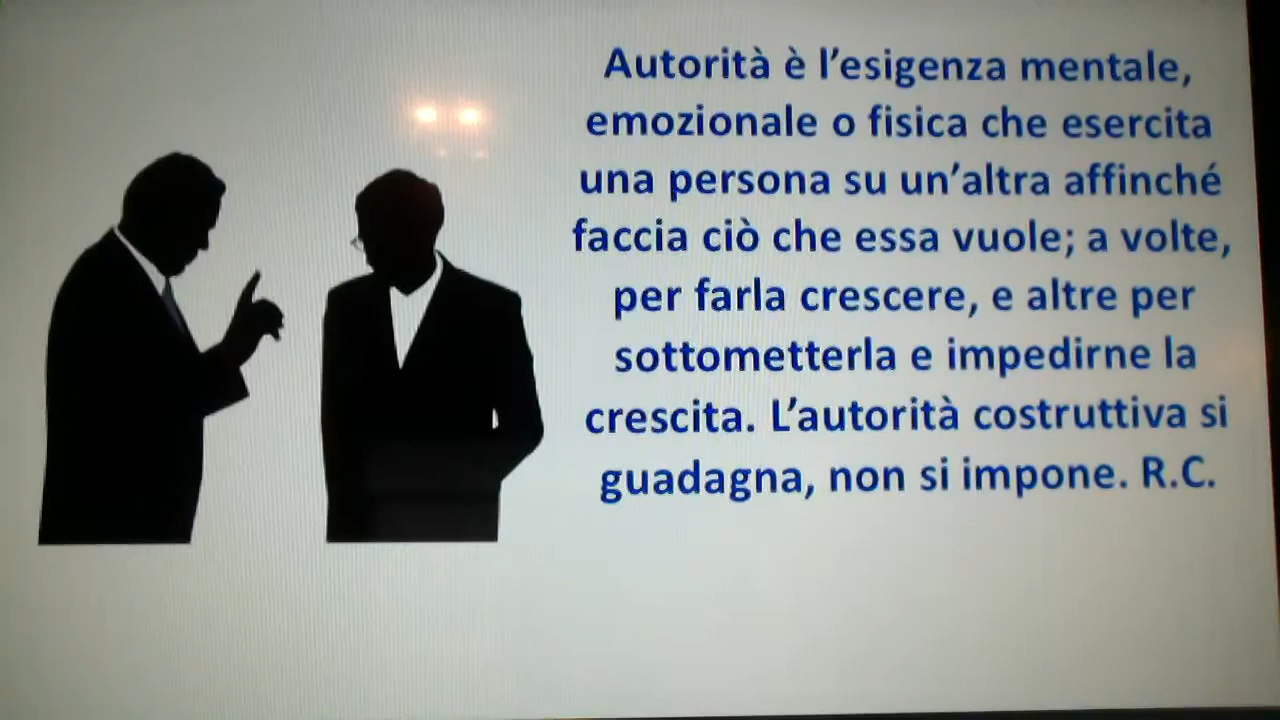 Autorità è l'esigenza mentale,
emozionale o fisica che esercita
una persona su un'altra affinché
faccia ciò che essa vuole; a volte,
per farla crescere, e altre per
sottometterla e impedirne la
crescita. L'autorità costruttiva si
guadagna, non si impone. R.C.